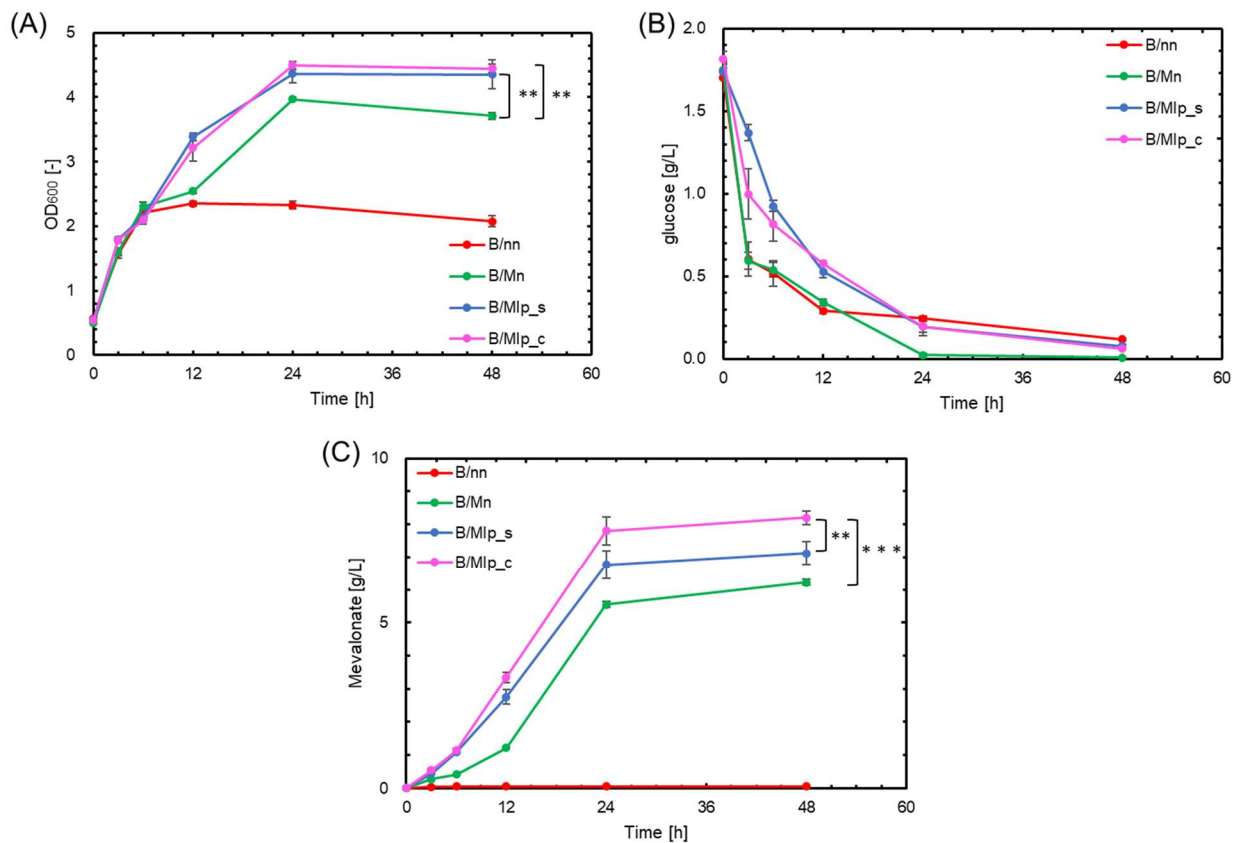 (A)
5
4
3
2
1
0
OD600 [-]
0 12 24 36 48 60
Time [h]
B/nn
B/Mn
B/Mlp_s
B/Mlp_c
** **
(B)
2.0
1.5
1.0
0.5
0.0
glucose [g/L]
0 12 24 36 48 60
Time [h]
B/nn
B/Mn
B/Mlp_s
B/Mlp_c
(C)
10
5
0
Mevalonate [g/L]
0 12 24 36 48 60
Time [h]
B/nn
B/Mn
B/Mlp_s
B/Mlp_c
** ***